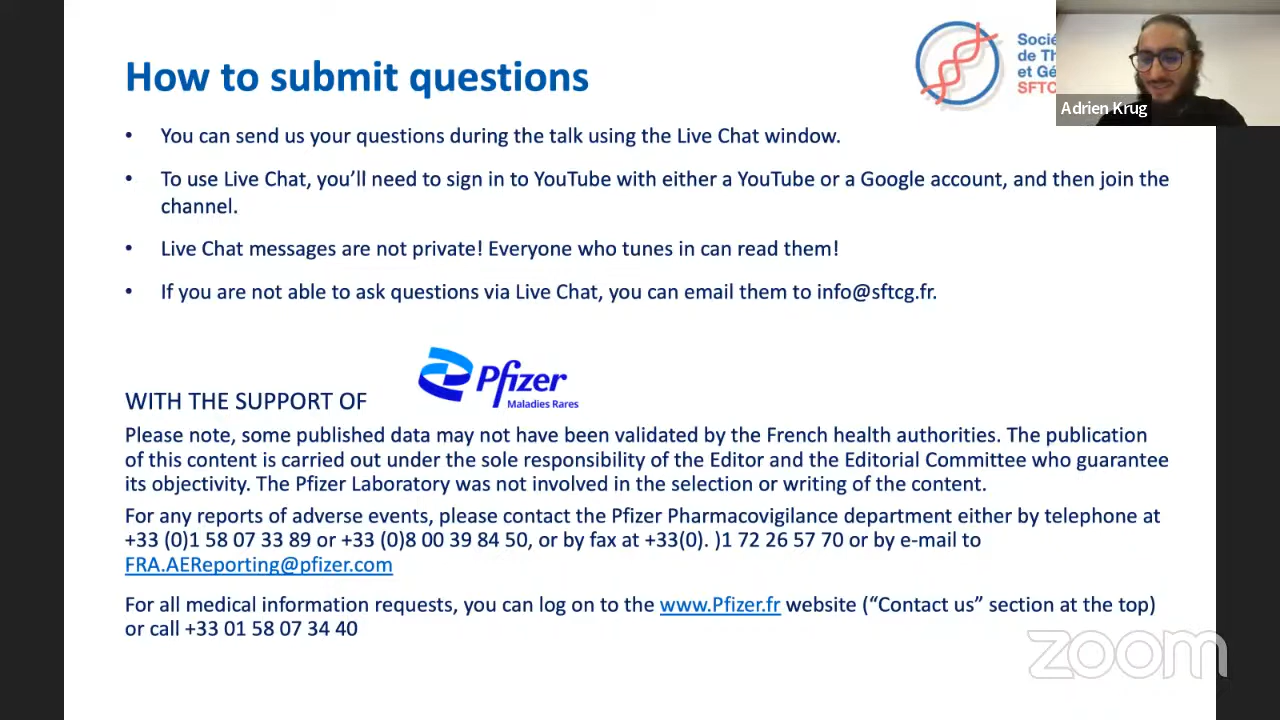 How to submit questions
Socié
de Th
et Gé
SFTC
Adrien Krug
• You can send us your questions during the talk using the Live Chat window.
• To use Live Chat, you’ll need to sign in to YouTube with either a YouTube or a Google account, and then join the
channel.
• Live Chat messages are not private! Everyone who tunes in can read them!
• If you are not able to ask questions via Live Chat, you can email them to info@sftcg.fr.
WITH THE SUPPORT OF
Pfizer
Maladies Rares
Please note, some published data may not have been validated by the French health authorities. The publication
of this content is carried out under the sole responsibility of the Editor and the Editorial Committee who guarantee
its objectivity. The Pfizer Laboratory was not involved in the selection or writing of the content.
For any reports of adverse events, please contact the Pfizer Pharmacovigilance department either by telephone at
+33 (0)1 58 07 33 89 or +33 (0)8 00 39 84 50, or by fax at +33(0). )1 72 26 57 70 or by e-mail to
FRA.AEReporting@pfizer.com
For all medical information requests, you can log on to the www.Pfizer.fr website (“Contact us” section at the top)
or call +33 01 58 07 34 40
zoom